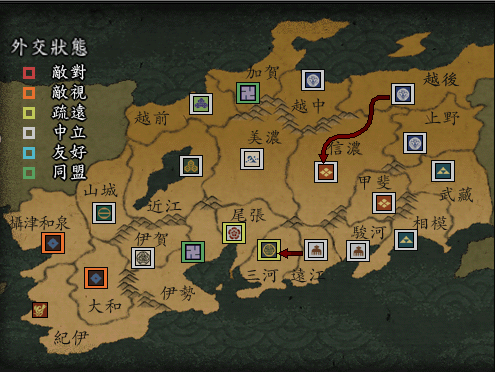 外交狀態
敵對
敵視
疏遠
中立
友好
同盟
加賀
越後
越前
越中
上野
美濃
信濃
山城
近江
甲斐
武藏
攝津和泉
尾張
駿河
相模
伊賀
三河
遠江
大和
伊勢
紀伊